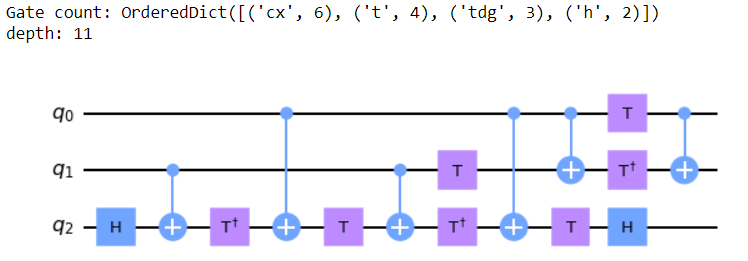 Gate count: OrderedDict([('cx', 6), ('t', 4), ('tdg', 3), ('h', 2)])
depth: 11
q0 T
q1 T T†
q2 H T† T T† T H